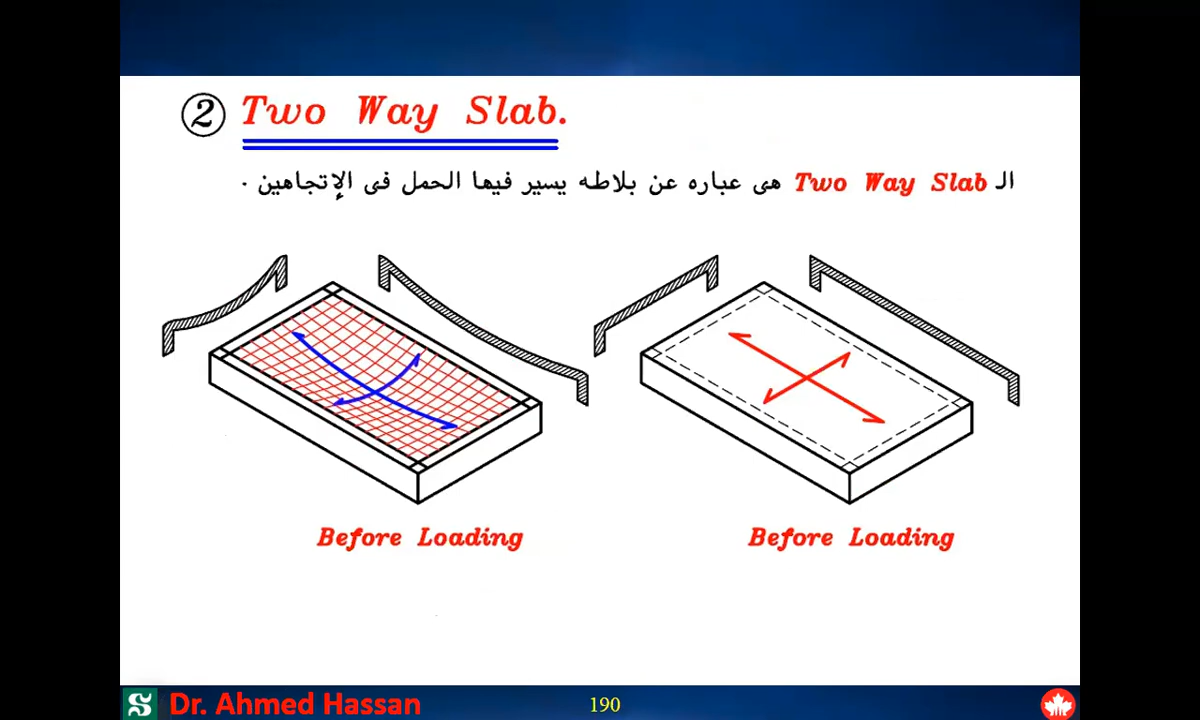 2 Two Way Slab.
الـ Two Way Slab هى عباره عن بلاطه يسير فيها الحمل فى الإتجاهين .
Before Loading
Before Loading
Dr. Ahmed Hassan
190